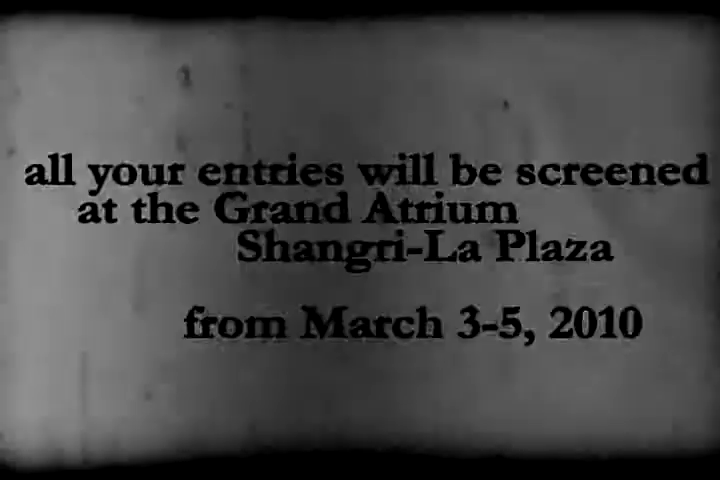 all your entries will be screened
at the Grand Atrium
Shangri-La Plaza
from March 3-5, 2010